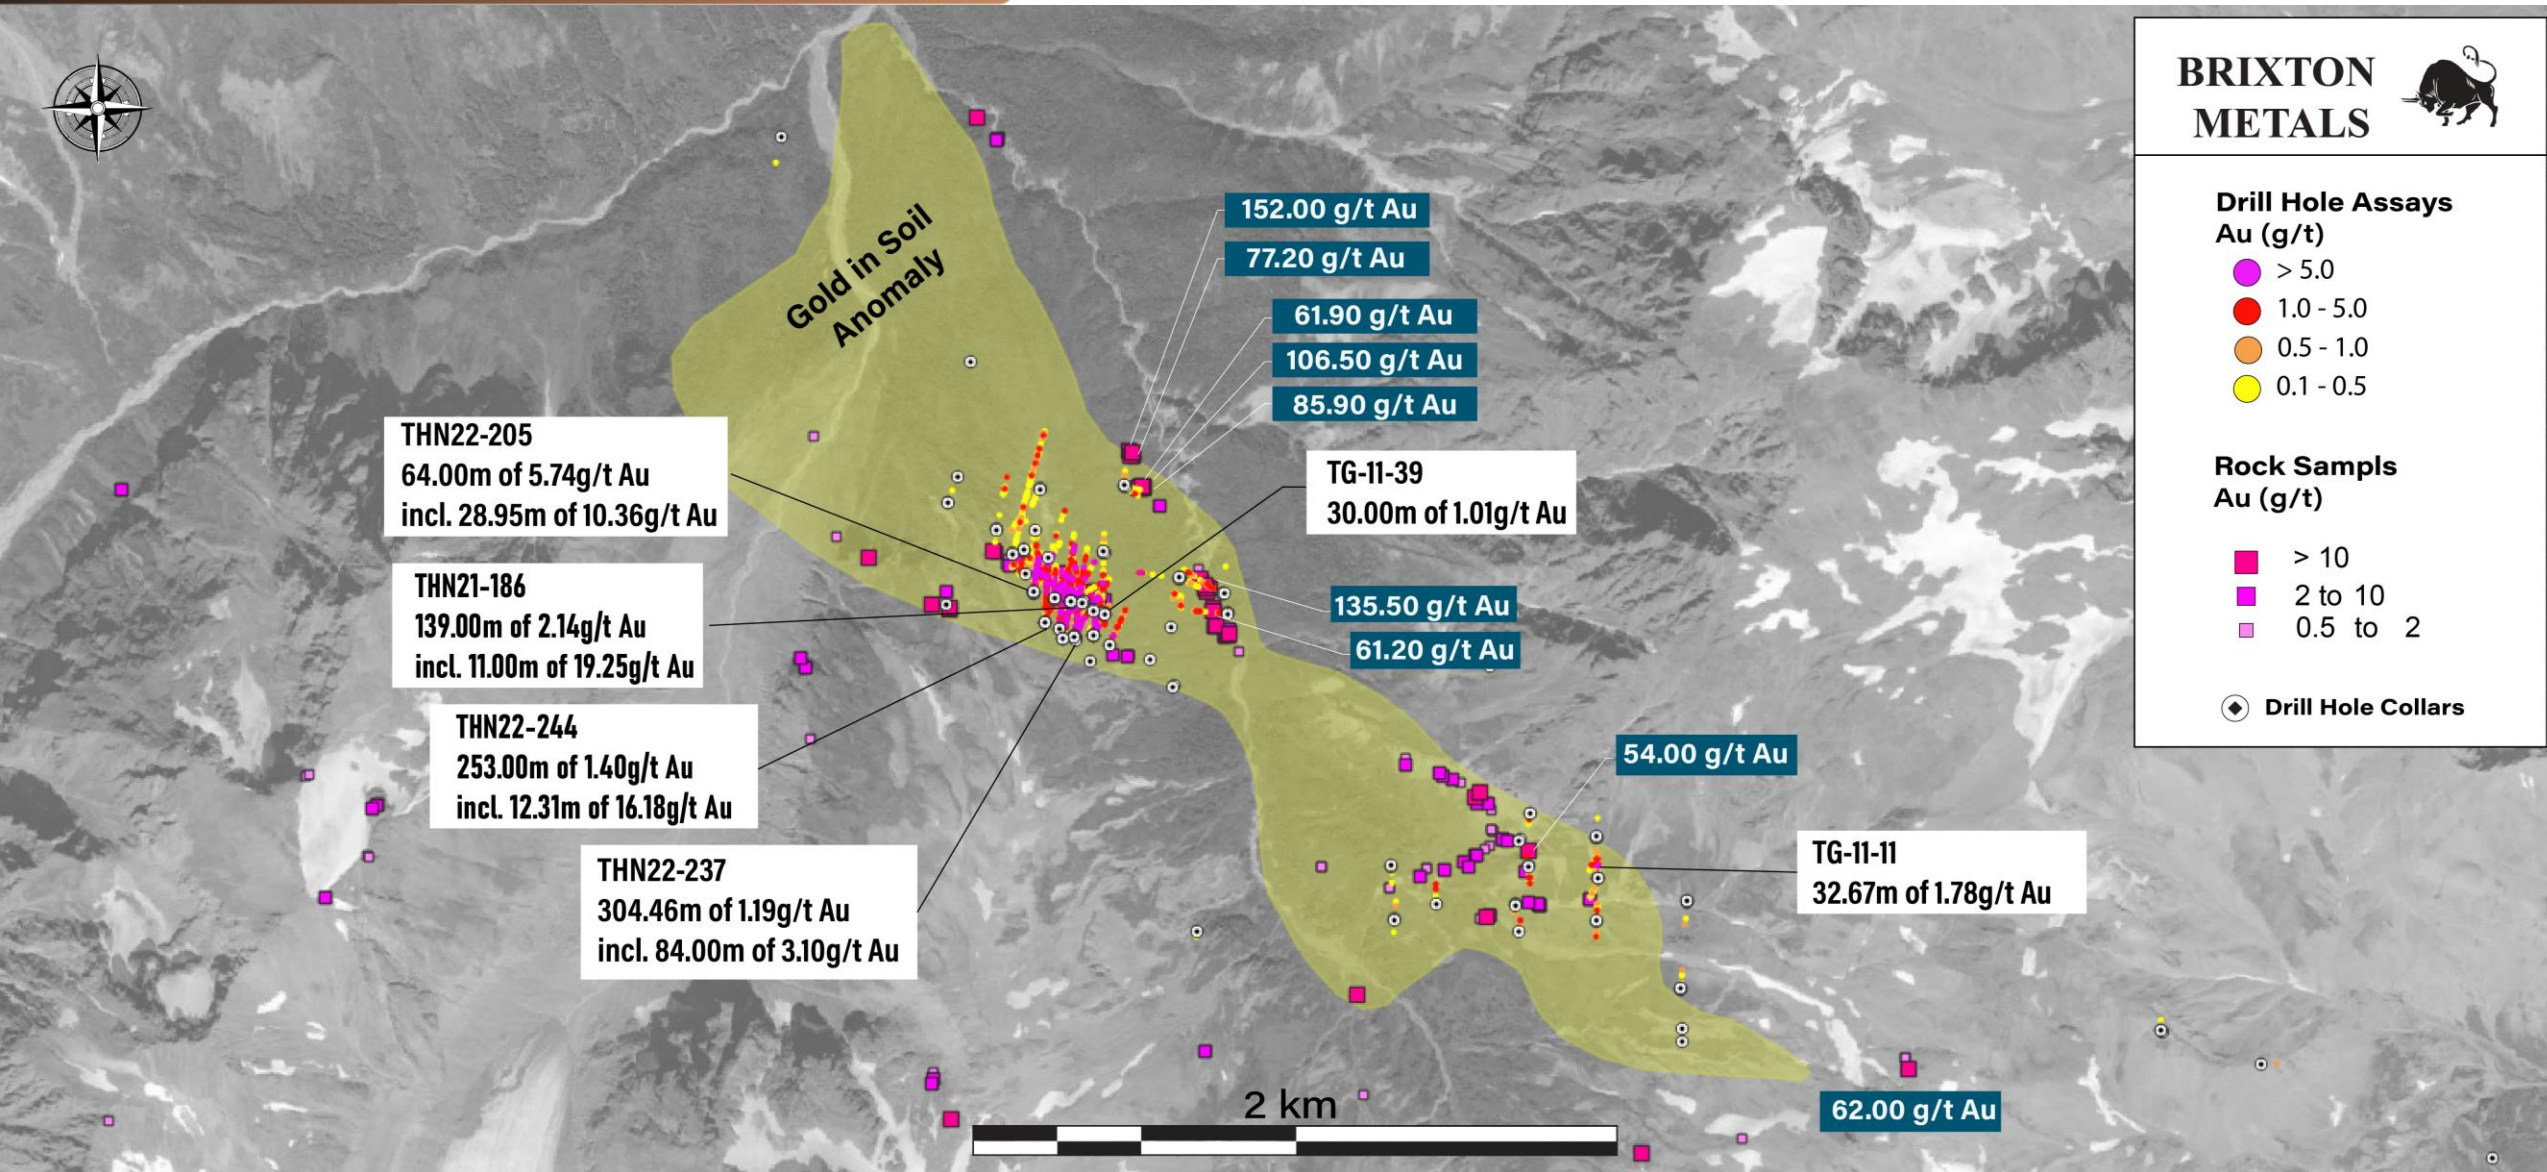 BRIXTON
METALS
Drill Hole Assays
Au (g/t)
> 5.0
1.0 - 5.0
0.5 - 1.0
0.1 - 0.5
Rock Sampls
Au (g/t)
> 10
2 to 10
0.5 to 2
Drill Hole Collars
Gold in Soil
Anomaly
152.00 g/t Au
77.20 g/t Au
61.90 g/t Au
106.50 g/t Au
85.90 g/t Au
THN22-205
64.00m of 5.74g/t Au
incl. 28.95m of 10.36g/t Au
TG-11-39
30.00m of 1.01g/t Au
THN21-186
139.00m of 2.14g/t Au
incl. 11.00m of 19.25g/t Au
135.50 g/t Au
61.20 g/t Au
THN22-244
253.00m of 1.40g/t Au
incl. 12.31m of 16.18g/t Au
54.00 g/t Au
THN22-237
304.46m of 1.19g/t Au
incl. 84.00m of 3.10g/t Au
TG-11-11
32.67m of 1.78g/t Au
62.00 g/t Au
2 km